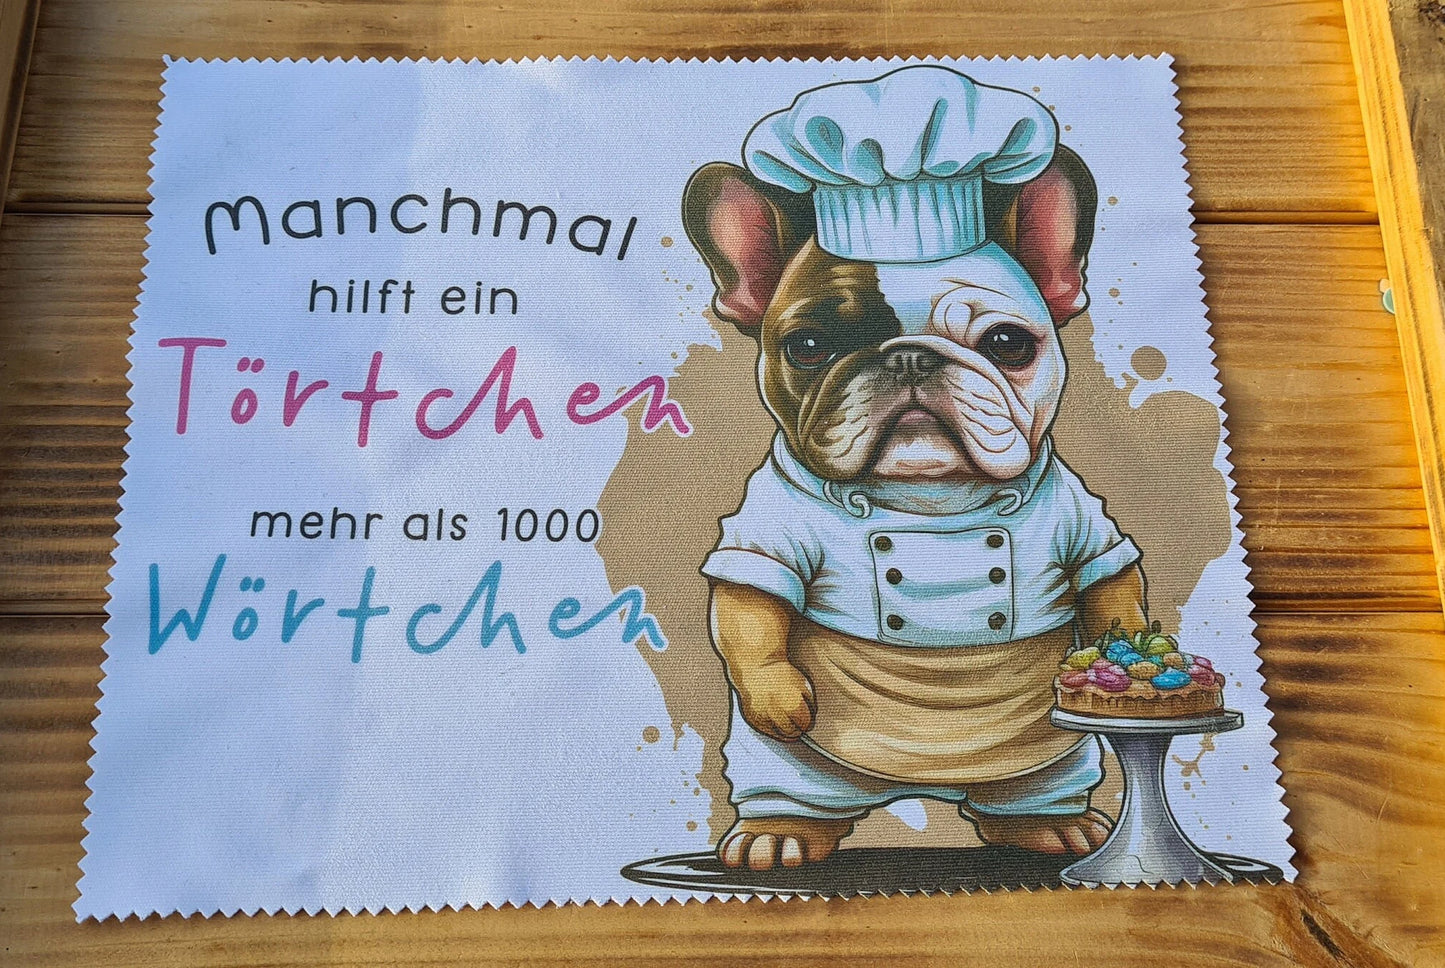 Manchmal
hilft ein
Törtchen
mehr als 1000
Wörtchen